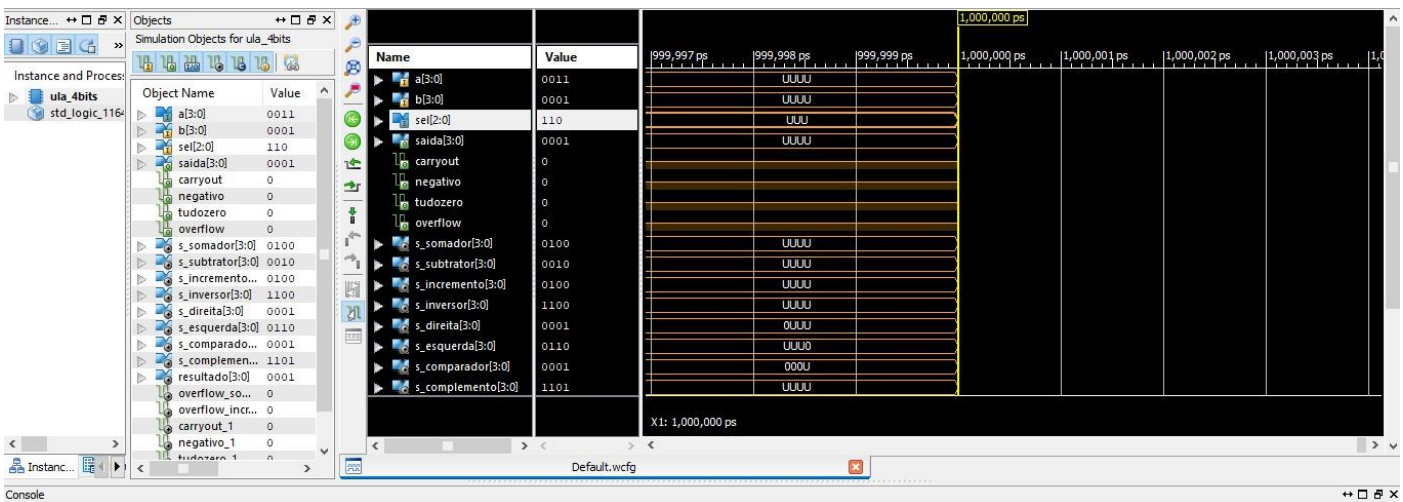 Instance...
Objects
Simulation Objects for ula_4bits
»
Instance and Process
ula_4bits
std_logic_1164
Object Name Value
a[3:0] 0011
b[3:0] 0001
sel[2:0] 110
saida[3:0] 0001
carryout 0
negativo 0
tudozero 0
overflow 0
s_somador[3:0] 0100
s_subtrator[3:0] 0010
s_incremento... 0100
s_inversor[3:0] 1100
s_direita[3:0] 0001
s_esquerda[3:0] 0110
s_comparado... 0001
s_complemen... 1101
resultado[3:0] 0001
overflow_so... 0
overflow_incr... 0
carryout_1 0
negativo_1 0
tudozero_1 0
Instanc...
1,000,000 ps
Name Value
999,997 ps 999,998 ps 999,999 ps 1,000,000 ps 1,000,001 ps 1,000,002 ps 1,000,003 ps 1,0
a[3:0] 0011 UUUU
b[3:0] 0001 UUUU
sel[2:0] 110 UUU
saida[3:0] 0001 UUUU
carryout 0
negativo 0
tudozero 0
overflow 0
s_somador[3:0] 0100 UUUU
s_subtrator[3:0] 0010 UUUU
s_incremento[3:0] 0100 UUUU
s_inversor[3:0] 1100 UUUU
s_direita[3:0] 0001 0UUU
s_esquerda[3:0] 0110 UUU0
s_comparador[3:0] 0001 000U
s_complemento[3:0] 1101 UUUU
X1: 1,000,000 ps
Default.wcfg
Console